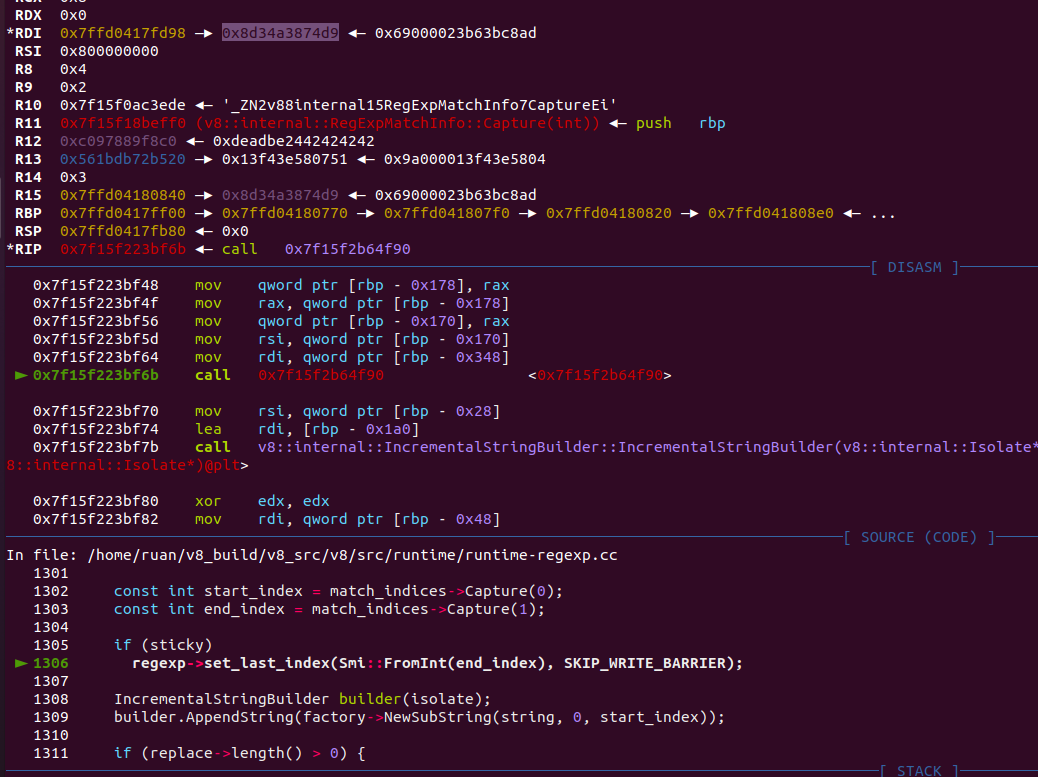 RDX 0x0
*RDI 0x7ffd0417fd98 —▸ 0x8d34a3874d9 ◂— 0x69000023b63bc8ad
RSI 0x800000000
R8 0x4
R9 0x2
R10 0x7f15f0ac3ede ◂— '_ZN2v88internal15RegExpMatchInfo7CaptureEi'
R11 0x7f15f18beff0 (v8::internal::RegExpMatchInfo::Capture(int)) ◂— push rbp
R12 0xc097889f8c0 ◂— 0xdeadbe2442424242
R13 0x561bdb72b520 —▸ 0x13f43e580751 ◂— 0x9a000013f43e5804
R14 0x3
R15 0x7ffd04180840 —▸ 0x8d34a3874d9 ◂— 0x69000023b63bc8ad
RBP 0x7ffd0417ff00 —▸ 0x7ffd04180770 —▸ 0x7ffd041807f0 —▸ 0x7ffd04180820 —▸ 0x7ffd041808e0 ◂— ...
RSP 0x7ffd0417fb80 ◂— 0x0
*RIP 0x7f15f223bf6b ◂— call 0x7f15f2b64f90
[ DISASM ]
0x7f15f223bf48 mov qword ptr [rbp - 0x178], rax
0x7f15f223bf4f mov rax, qword ptr [rbp - 0x178]
0x7f15f223bf56 mov qword ptr [rbp - 0x170], rax
0x7f15f223bf5d mov rsi, qword ptr [rbp - 0x170]
0x7f15f223bf64 mov rdi, qword ptr [rbp - 0x348]
► 0x7f15f223bf6b call 0x7f15f2b64f90 <0x7f15f2b64f90>
0x7f15f223bf70 mov rsi, qword ptr [rbp - 0x28]
0x7f15f223bf74 lea rdi, [rbp - 0x1a0]
0x7f15f223bf7b call v8::internal::IncrementalStringBuilder::IncrementalStringBuilder(v8::internal::Isolate*
8::internal::Isolate*)@plt>
0x7f15f223bf80 xor edx, edx
0x7f15f223bf82 mov rdi, qword ptr [rbp - 0x48]
[ SOURCE (CODE) ]
In file: /home/ruan/v8_build/v8_src/v8/src/runtime/runtime-regexp.cc
1301
1302 const int start_index = match_indices->Capture(0);
1303 const int end_index = match_indices->Capture(1);
1304
1305 if (sticky)
► 1306 regexp->set_last_index(Smi::FromInt(end_index), SKIP_WRITE_BARRIER);
1307
1308 IncrementalStringBuilder builder(isolate);
1309 builder.AppendString(factory->NewSubString(string, 0, start_index));
1310
1311 if (replace->length() > 0) {
[ STACK ]